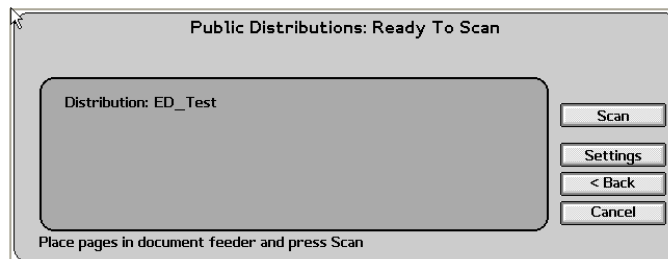 Public Distributions: Ready To Scan
Distribution: ED_Test
Scan
Settings
< Back
Cancel
Place pages in document feeder and press Scan